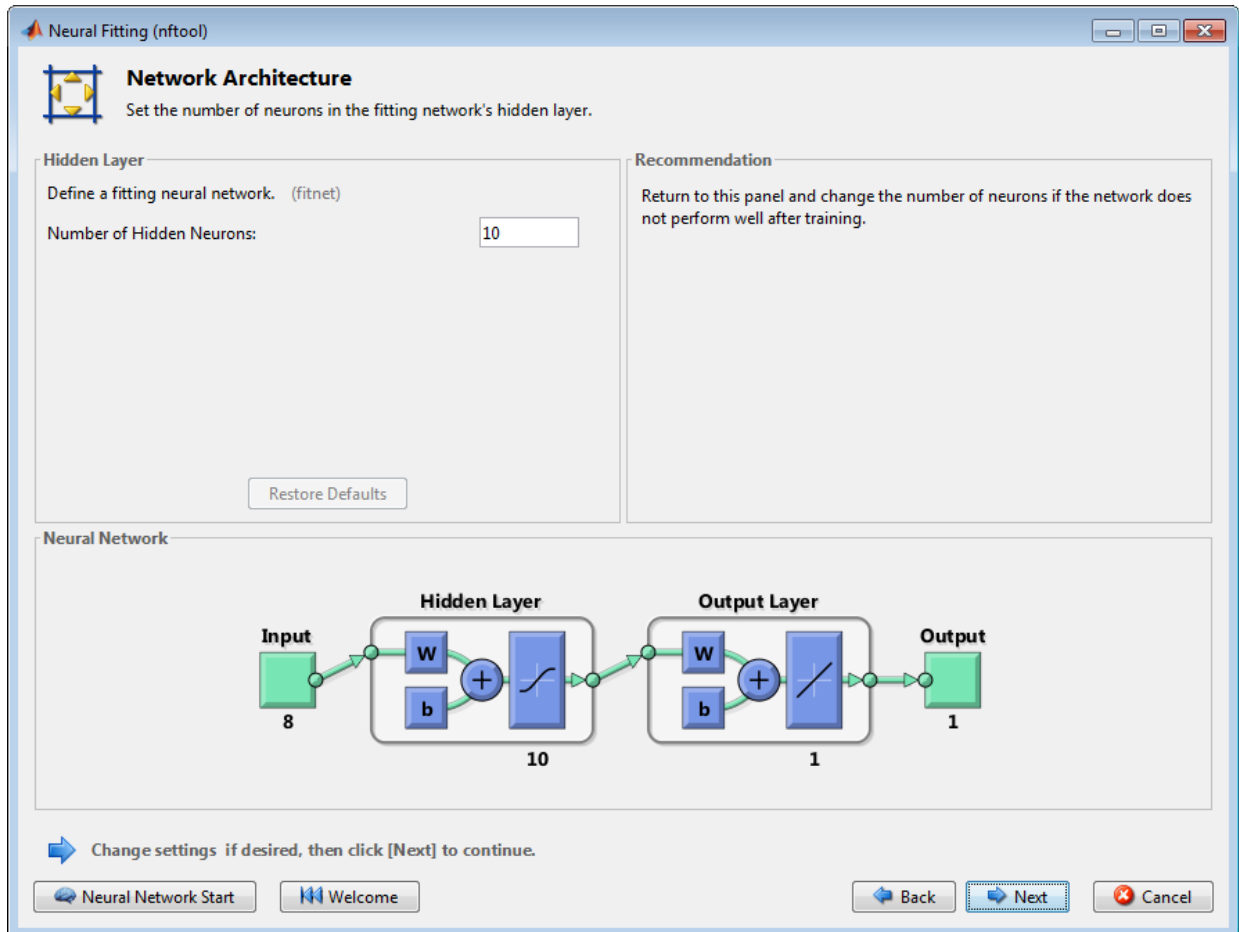 Neural Fitting (nftool)
Network Architecture
Set the number of neurons in the fitting network's hidden layer.
Hidden Layer
Define a fitting neural network. (fitnet)
Number of Hidden Neurons: 10
Restore Defaults
Recommendation
Return to this panel and change the number of neurons if the network does
not perform well after training.
Neural Network
Hidden Layer
Output Layer
Input
Output
W
b
+
W
b
+
8
10
1
1
Change settings if desired, then click [Next] to continue.
Neural Network Start
Welcome
Back
Next
Cancel